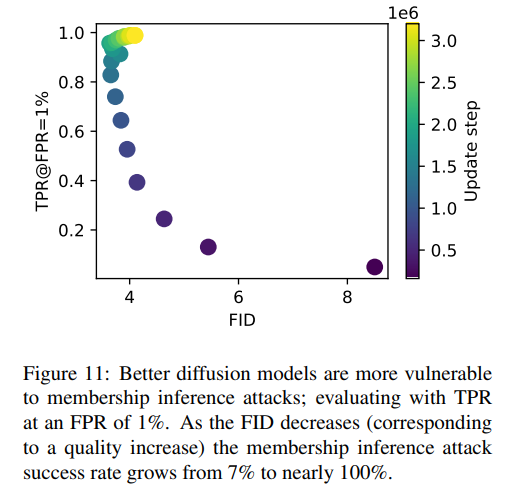 1e6
1.0
0.8
0.6
0.4
0.2
TPR@FPR=1%
4
6
8
FID
3.0
2.5
2.0
1.5
1.0
0.5
Update step
Figure 11: Better diffusion models are more vulnerable
to membership inference attacks; evaluating with TPR
at an FPR of 1%. As the FID decreases (corresponding
to a quality increase) the membership inference attack
success rate grows from 7% to nearly 100%.